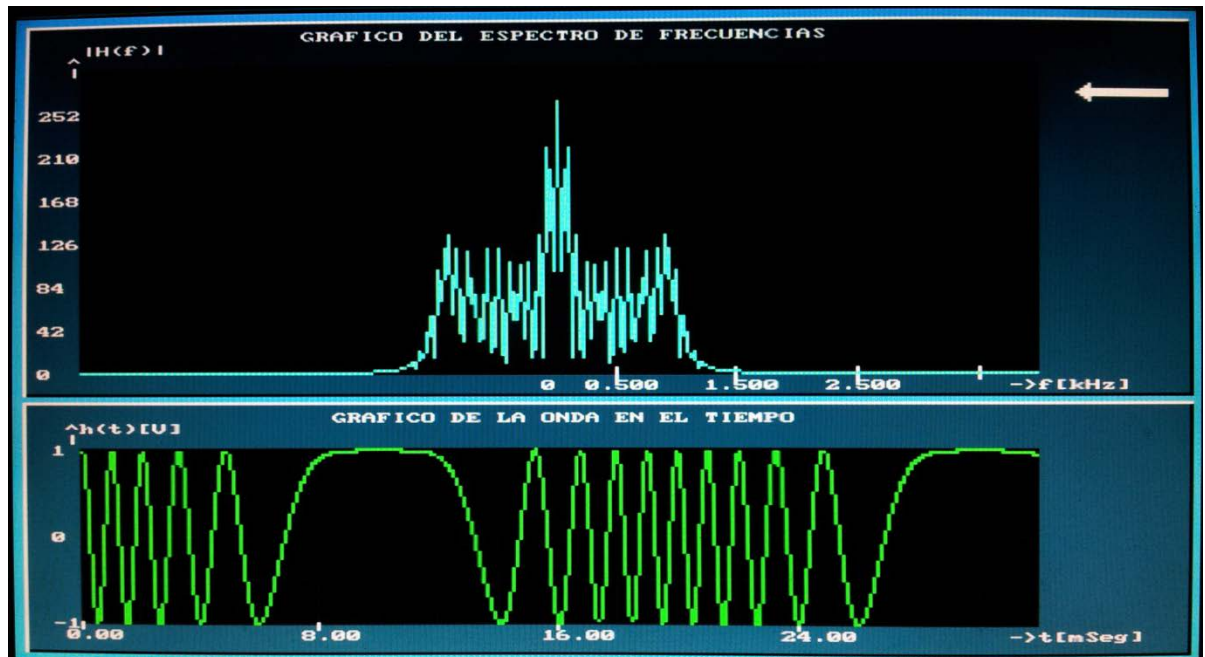 GRAFICO DEL ESPECTRO DE FRECUENCIAS
^|H(f)|
252
210
168
126
84
42
0
0 0.500 1.500 2.500 ->f[kHz]
GRAFICO DE LA ONDA EN EL TIEMPO
^h(t)[V]
1
0
-1
0.00 8.00 16.00 24.00 ->t[mSeg]